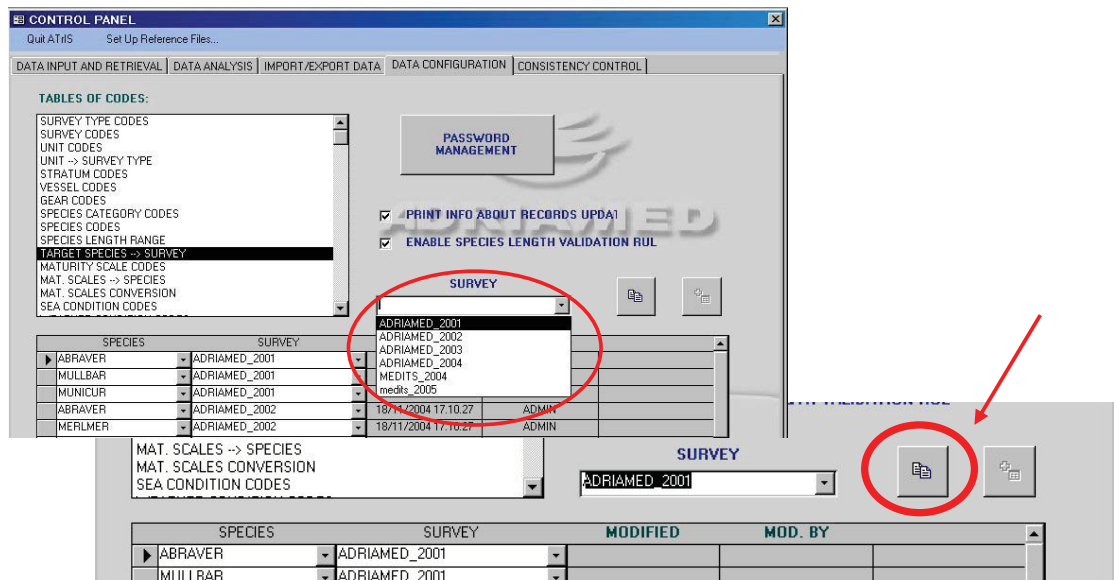 CONTROL PANEL
Quit ATrIS Set Up Reference Files...
DATA INPUT AND RETRIEVAL DATA ANALYSIS IMPORT/EXPORT DATA DATA CONFIGURATION CONSISTENCY CONTROL
TABLES OF CODES:
SURVEY TYPE CODES
SURVEY CODES
UNIT CODES
UNIT --> SURVEY TYPE
STRATUM CODES
VESSEL CODES
GEAR CODES
SPECIES CATEGORY CODES
SPECIES CODES
SPECIES LENGTH RANGE
TARGET SPECIES --> SURVEY
MATURITY SCALE CODES
MAT. SCALES --> SPECIES
MAT. SCALES CONVERSION
SEA CONDITION CODES
PASSWORD
MANAGEMENT
ADRIAMED
PRINT INFO ABOUT RECORDS UPDAT
ENABLE SPECIES LENGTH VALIDATION RUL
SURVEY
ADRIAMED_2001
ADRIAMED_2002
ADRIAMED_2003
ADRIAMED_2004
MEDITS_2004
medits_2005
SPECIES SURVEY
ABRAVER ADRIAMED_2001
MULLBAR ADRIAMED_2001
MUNICUR ADRIAMED_2001
ABRAVER ADRIAMED_2002 18/11/2004 17.10.27 ADMIN
MERLMER ADRIAMED_2002 18/11/2004 17.10.27 ADMIN
MAT. SCALES --> SPECIES
MAT. SCALES CONVERSION
SEA CONDITION CODES
SURVEY
ADRIAMED_2001
SPECIES SURVEY MODIFIED MOD. BY
ABRAVER ADRIAMED_2001
MULLBAR ADRIAMED_2001